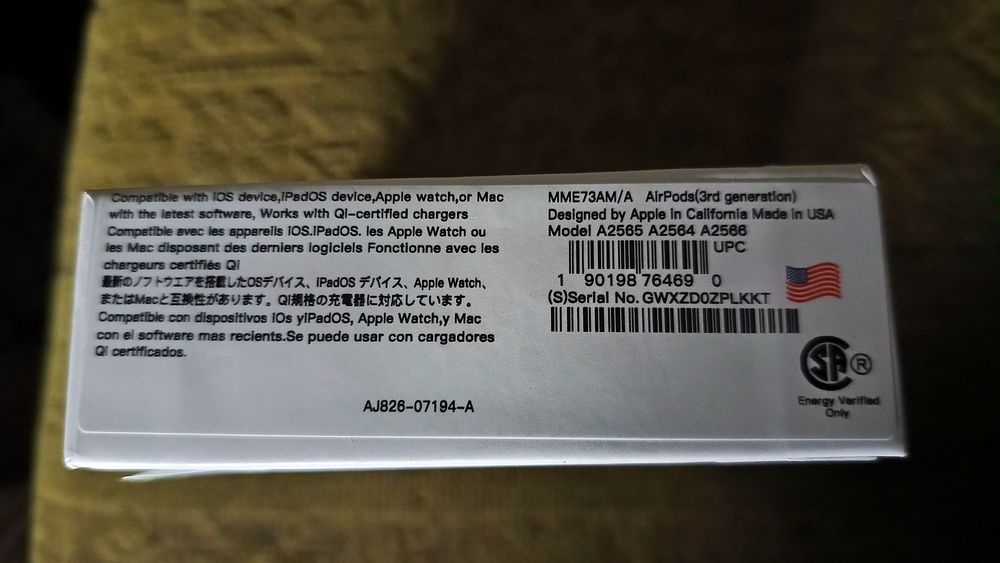 Compatible with iOS device,iPadOS device,Apple watch,or Mac
with the latest software, Works with Qi-certified chargers
Compatible avec les appareils iOS.iPadOS. les Apple Watch ou
les Mac disposant des derniers logiciels Fonctionne avec les
chargeurs certifiés Qi
最新のソフトウエアを搭載したOSデバイス、iPadOS デバイス、Apple Watch、
またはMacと互換性があります。Qi規格の充電器に対応しています。
Compatible con dispositivos iOs yiPadOS, Apple Watch,y Mac
con el software mas recients.Se puede usar con cargadores
Qi certificados.
AJ826-07194-A
MME73AM/A AirPods(3rd generation)
Designed by Apple in California Made in USA
Model A2565 A2564 A2566
UPC
1 90198 76469 0
(S)Serial No. GWXZD0ZPLKKT
SA ®
Energy Verified
Only